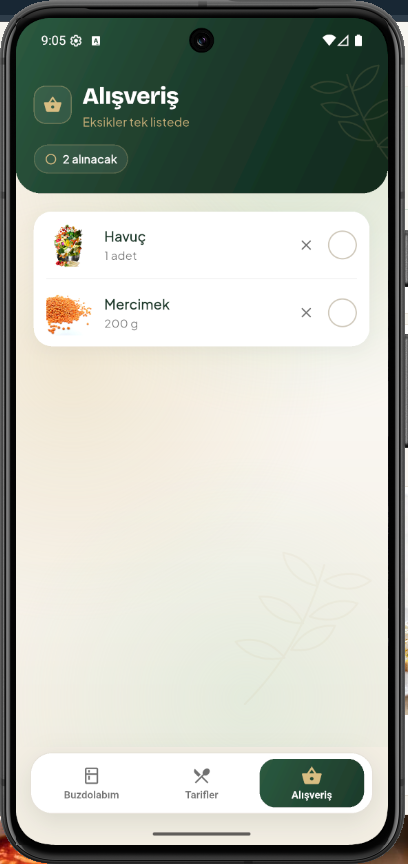 9:05
Alışveriş
Eksikler tek listede
2 alınacak
Havuç
1 adet
Mercimek
200 g
Buzdolabım
Tarifler
Alışveriş